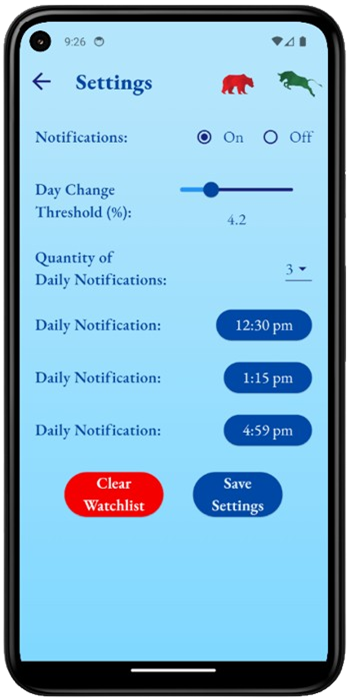 9:26
Settings
Notifications: On Off
Day Change
Threshold (%):
4.2
Quantity of
Daily Notifications:
3
Daily Notification: 12:30 pm
Daily Notification: 1:15 pm
Daily Notification: 4:59 pm
Clear
Watchlist
Save
Settings